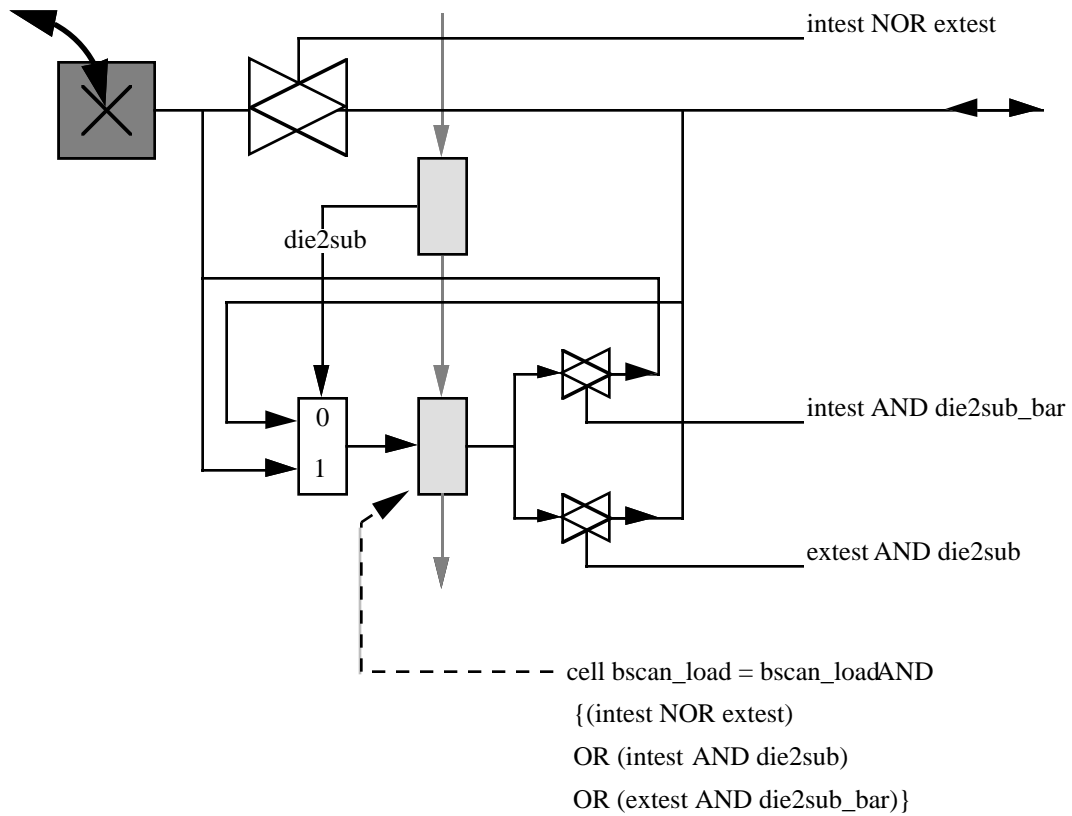 intest NOR extest
die2sub
0
intest AND die2sub_bar
1
extest AND die2sub
cell bscan_load = bscan_loadAND
{(intest NOR extest)
OR (intest AND die2sub)
OR (extest AND die2sub_bar)}